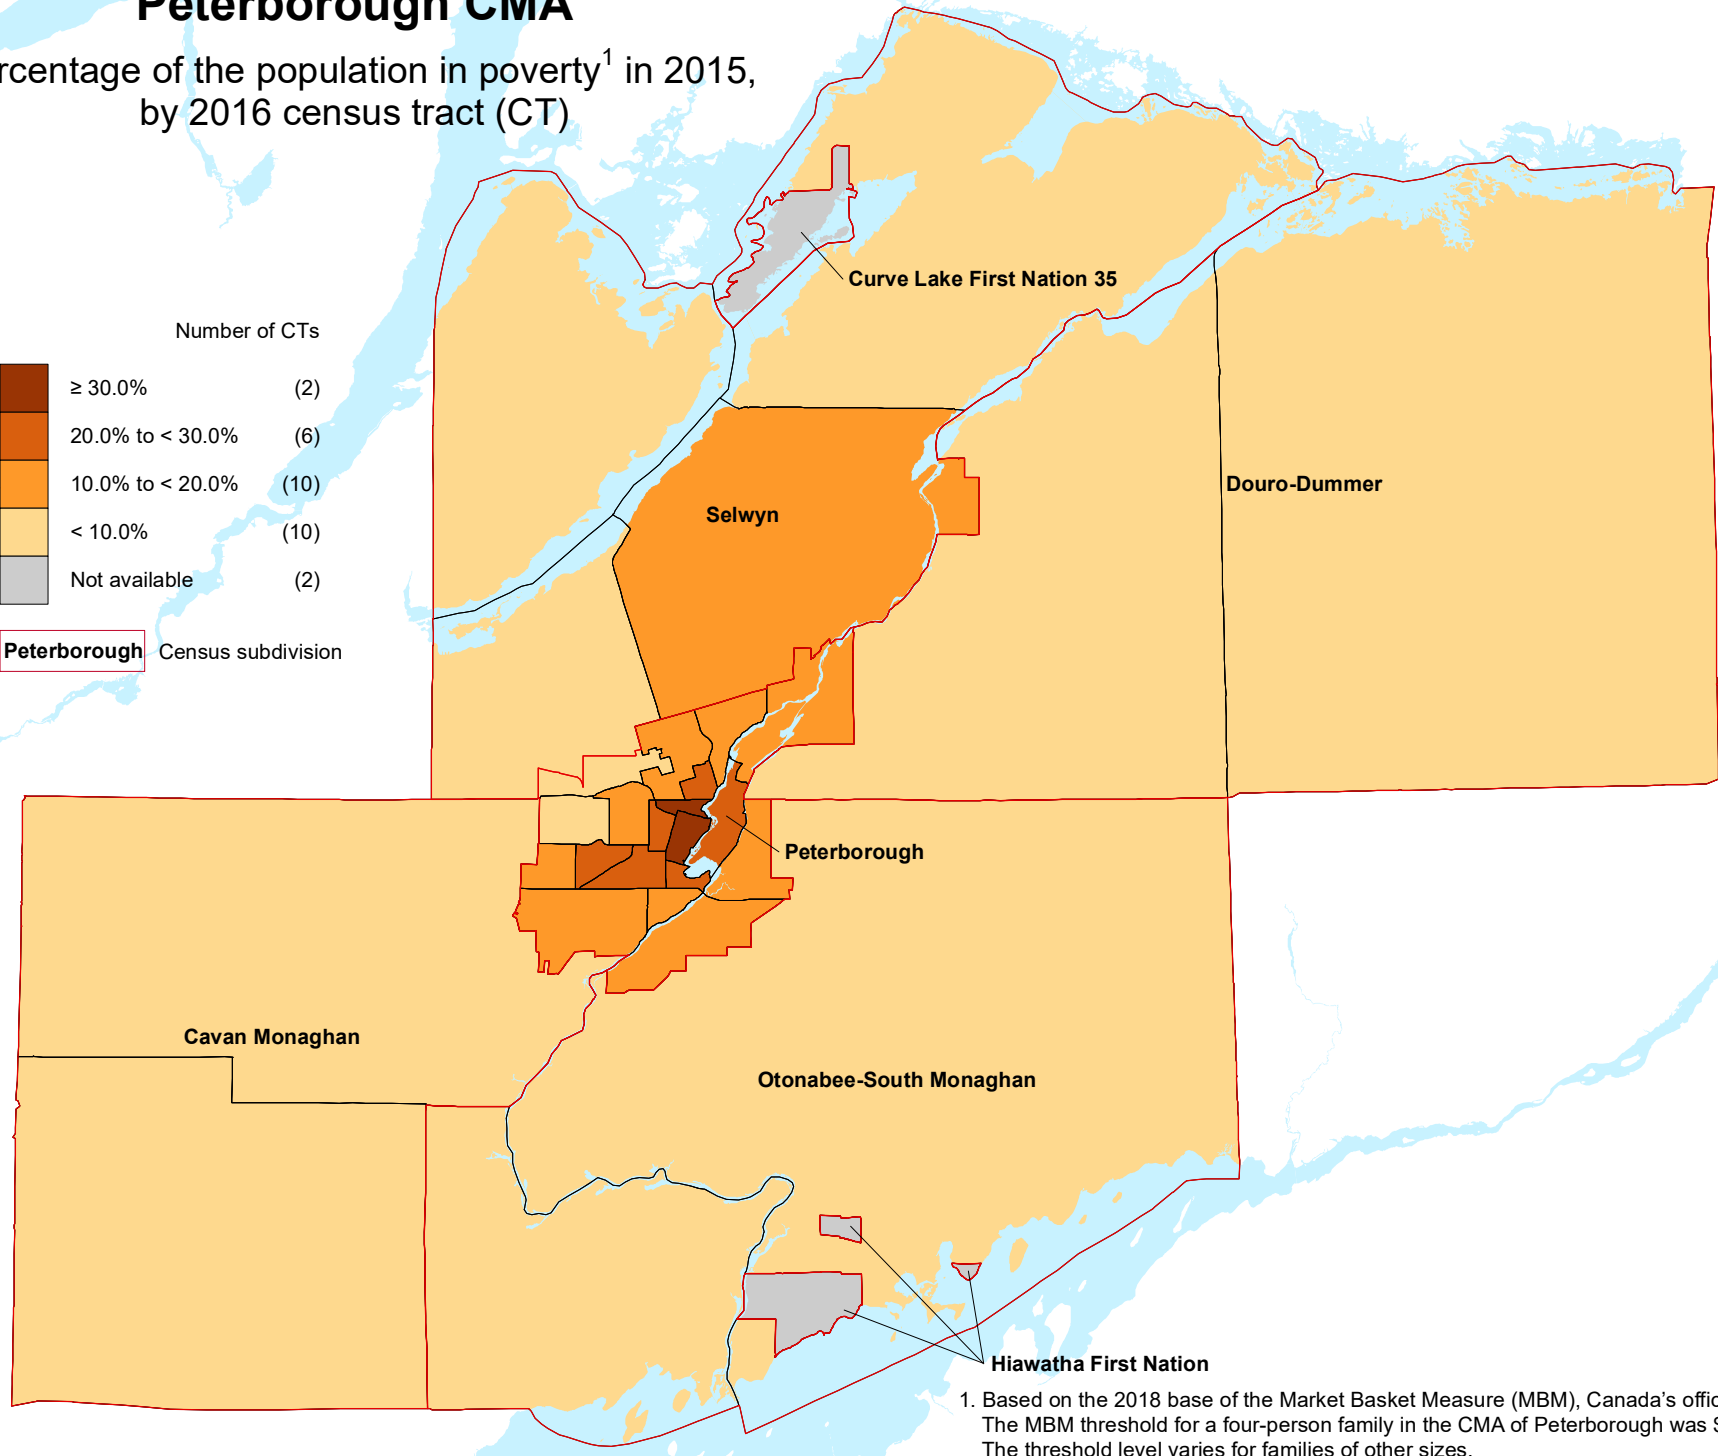 Peterborough CMA
rcentage of the population in poverty1 in 2015,
by 2016 census tract (CT)
Number of CTs
≥ 30.0% (2)
20.0% to < 30.0% (6)
10.0% to < 20.0% (10)
< 10.0% (10)
Not available (2)
Peterborough Census subdivision
Curve Lake First Nation 35
Selwyn
Douro-Dummer
Peterborough
Cavan Monaghan
Otonabee-South Monaghan
Hiawatha First Nation
1. Based on the 2018 base of the Market Basket Measure (MBM), Canada's offic
The MBM threshold for a four-person family in the CMA of Peterborough was
The threshold level varies for families of other sizes.